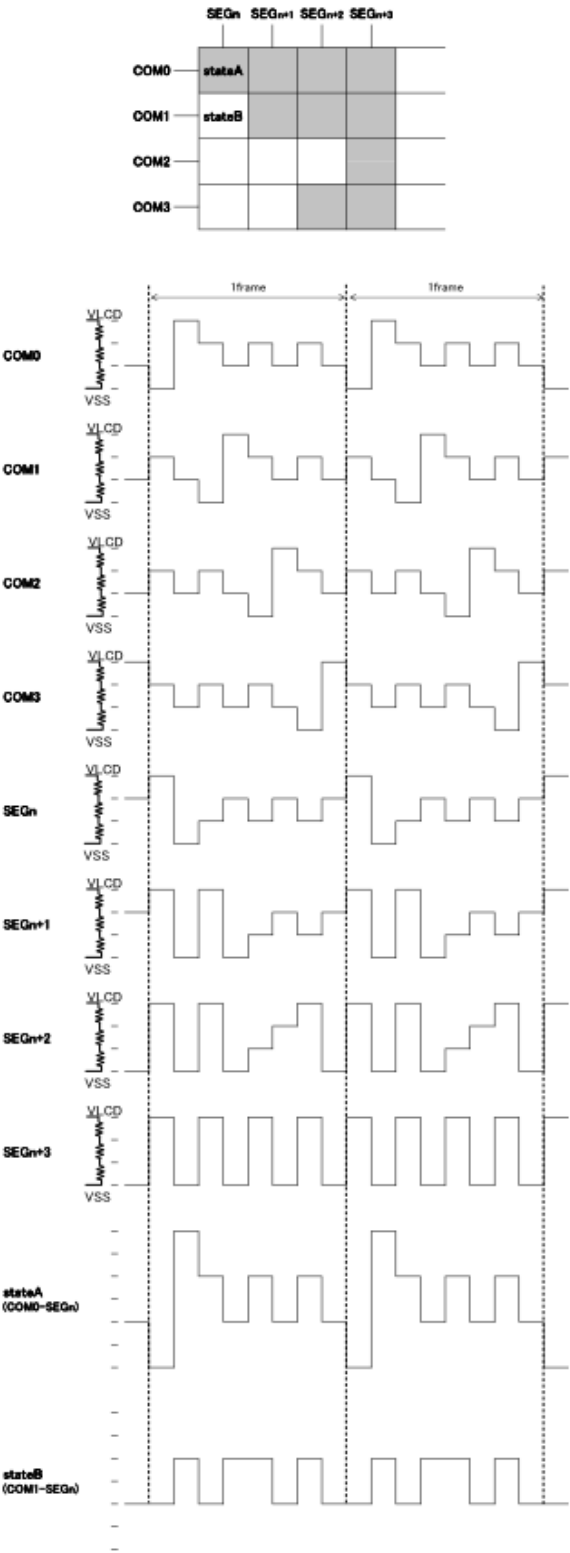 SEGn SEGn+1 SEGn+2 SEGn+3
COM0 stateA
COM1 stateB
COM2
COM3
1frame 1frame
VLCD
COM0
VSS
VLCD
COM1
VSS
VLCD
COM2
VSS
VLCD
COM3
VSS
VLCD
SEGn
VSS
VLCD
SEGn+1
VSS
VLCD
SEGn+2
VSS
VLCD
SEGn+3
VSS
stateA
(COM0-SEGn)
stateB
(COM1-SEGn)